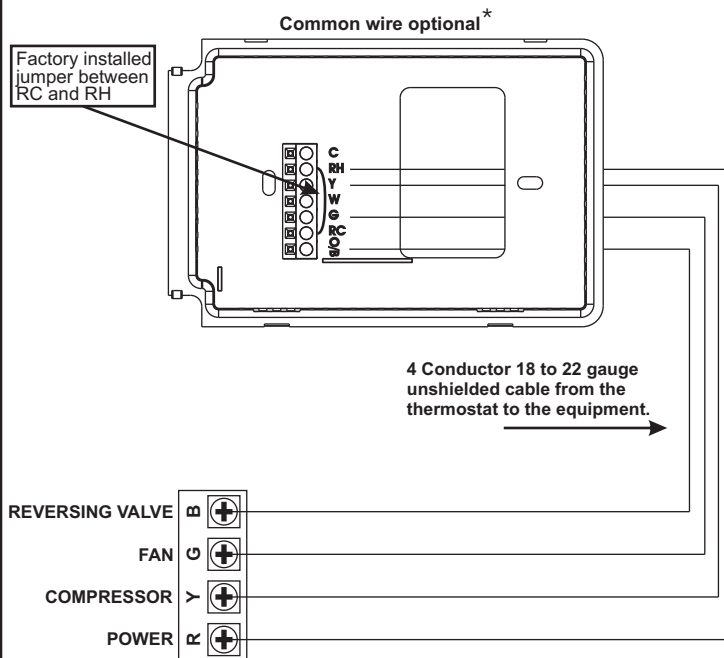 Common wire optional*
Factory installed
jumper between
RC and RH
C
RH
Y
W
G
RC
O/B
4 Conductor 18 to 22 gauge
unshielded cable from the
thermostat to the equipment.
REVERSING VALVE B
FAN G
COMPRESSOR Y
POWER R